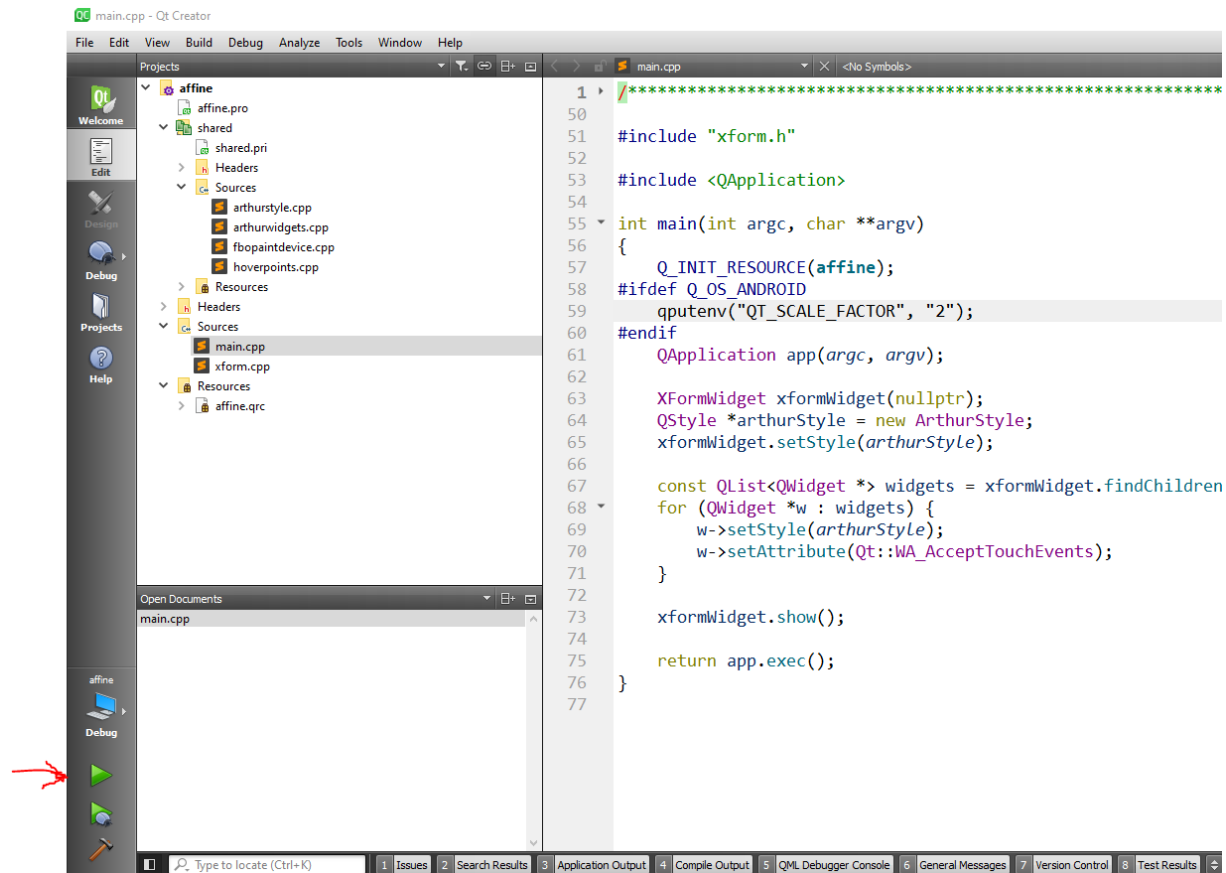 main.cpp - Qt Creator
File Edit View Build Debug Analyze Tools Window Help
Projects
main.cpp
<No Symbols>
Welcome
Edit
Design
Debug
Projects
Help
affine
affine.pro
shared
shared.pri
Headers
Sources
arthurstyle.cpp
arthurwidgets.cpp
fbopaintdevice.cpp
hoverpoints.cpp
Resources
Headers
Sources
main.cpp
xform.cpp
Resources
affine.qrc
Open Documents
main.cpp
affine
Debug
1 /************************************************************
50
51 #include "xform.h"
52
53 #include <QApplication>
54
55 int main(int argc, char **argv)
56 {
57     Q_INIT_RESOURCE(affine);
58 #ifdef Q_OS_ANDROID
59     qputenv("QT_SCALE_FACTOR", "2");
60 #endif
61     QApplication app(argc, argv);
62
63     XFormWidget xformWidget(nullptr);
64     QStyle *arthurStyle = new ArthurStyle;
65     xformWidget.setStyle(arthurStyle);
66
67     const QList<QWidget *> widgets = xformWidget.findChildren
68     for (QWidget *w : widgets) {
69         w->setStyle(arthurStyle);
70         w->setAttribute(Qt::WA_AcceptTouchEvents);
71     }
72
73     xformWidget.show();
74
75     return app.exec();
76 }
77
Type to locate (Ctrl+K)
1 Issues 2 Search Results 3 Application Output 4 Compile Output 5 QML Debugger Console 6 General Messages 7 Version Control 8 Test Results